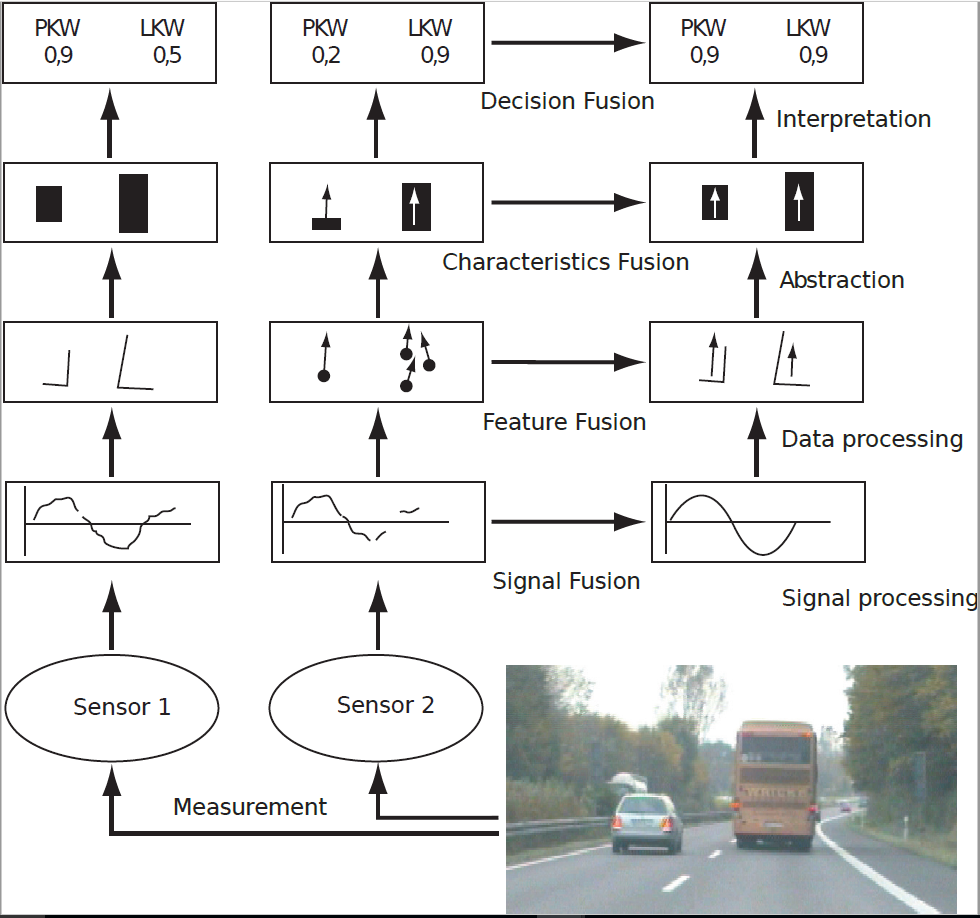 PKW LKW
0,9 0,5
PKW LKW
0,2 0,9
PKW LKW
0,9 0,9
Decision Fusion
Interpretation
Characteristics Fusion
Abstraction
Feature Fusion
Data processing
Signal Fusion
Signal processing
Sensor 1
Sensor 2
Measurement